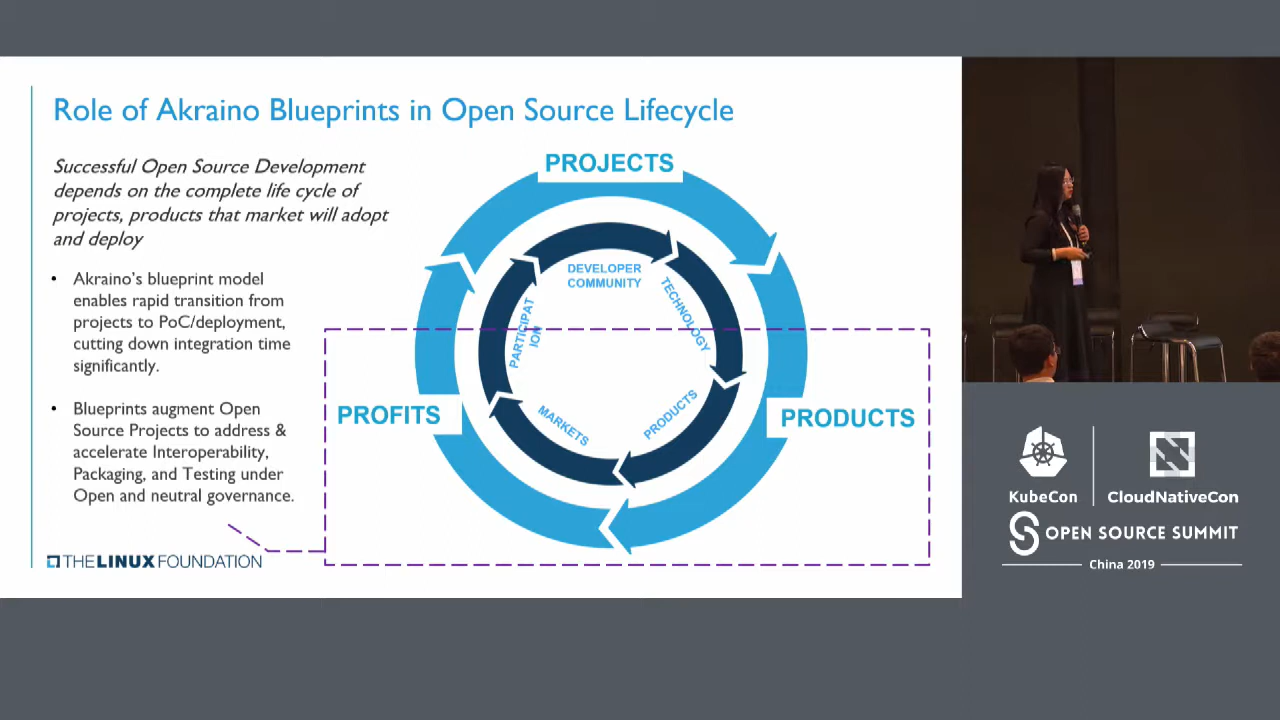 Role of Akraino Blueprints in Open Source Lifecycle
Successful Open Source Development
depends on the complete life cycle of
projects, products that market will adopt
and deploy
• Akraino's blueprint model
enables rapid transition from
projects to PoC/deployment,
cutting down integration time
significantly.
• Blueprints augment Open
Source Projects to address &
accelerate Interoperability,
Packaging, and Testing under
Open and neutral governance.
THE LINUX FOUNDATION
PROJECTS
DEVELOPER
COMMUNITY
TECHNOLOGY
PARTICIPAT
ION
PROFITS
MARKETS
PRODUCTS
PRODUCTS
KubeCon
CloudNativeCon
OPEN SOURCE SUMMIT
China 2019